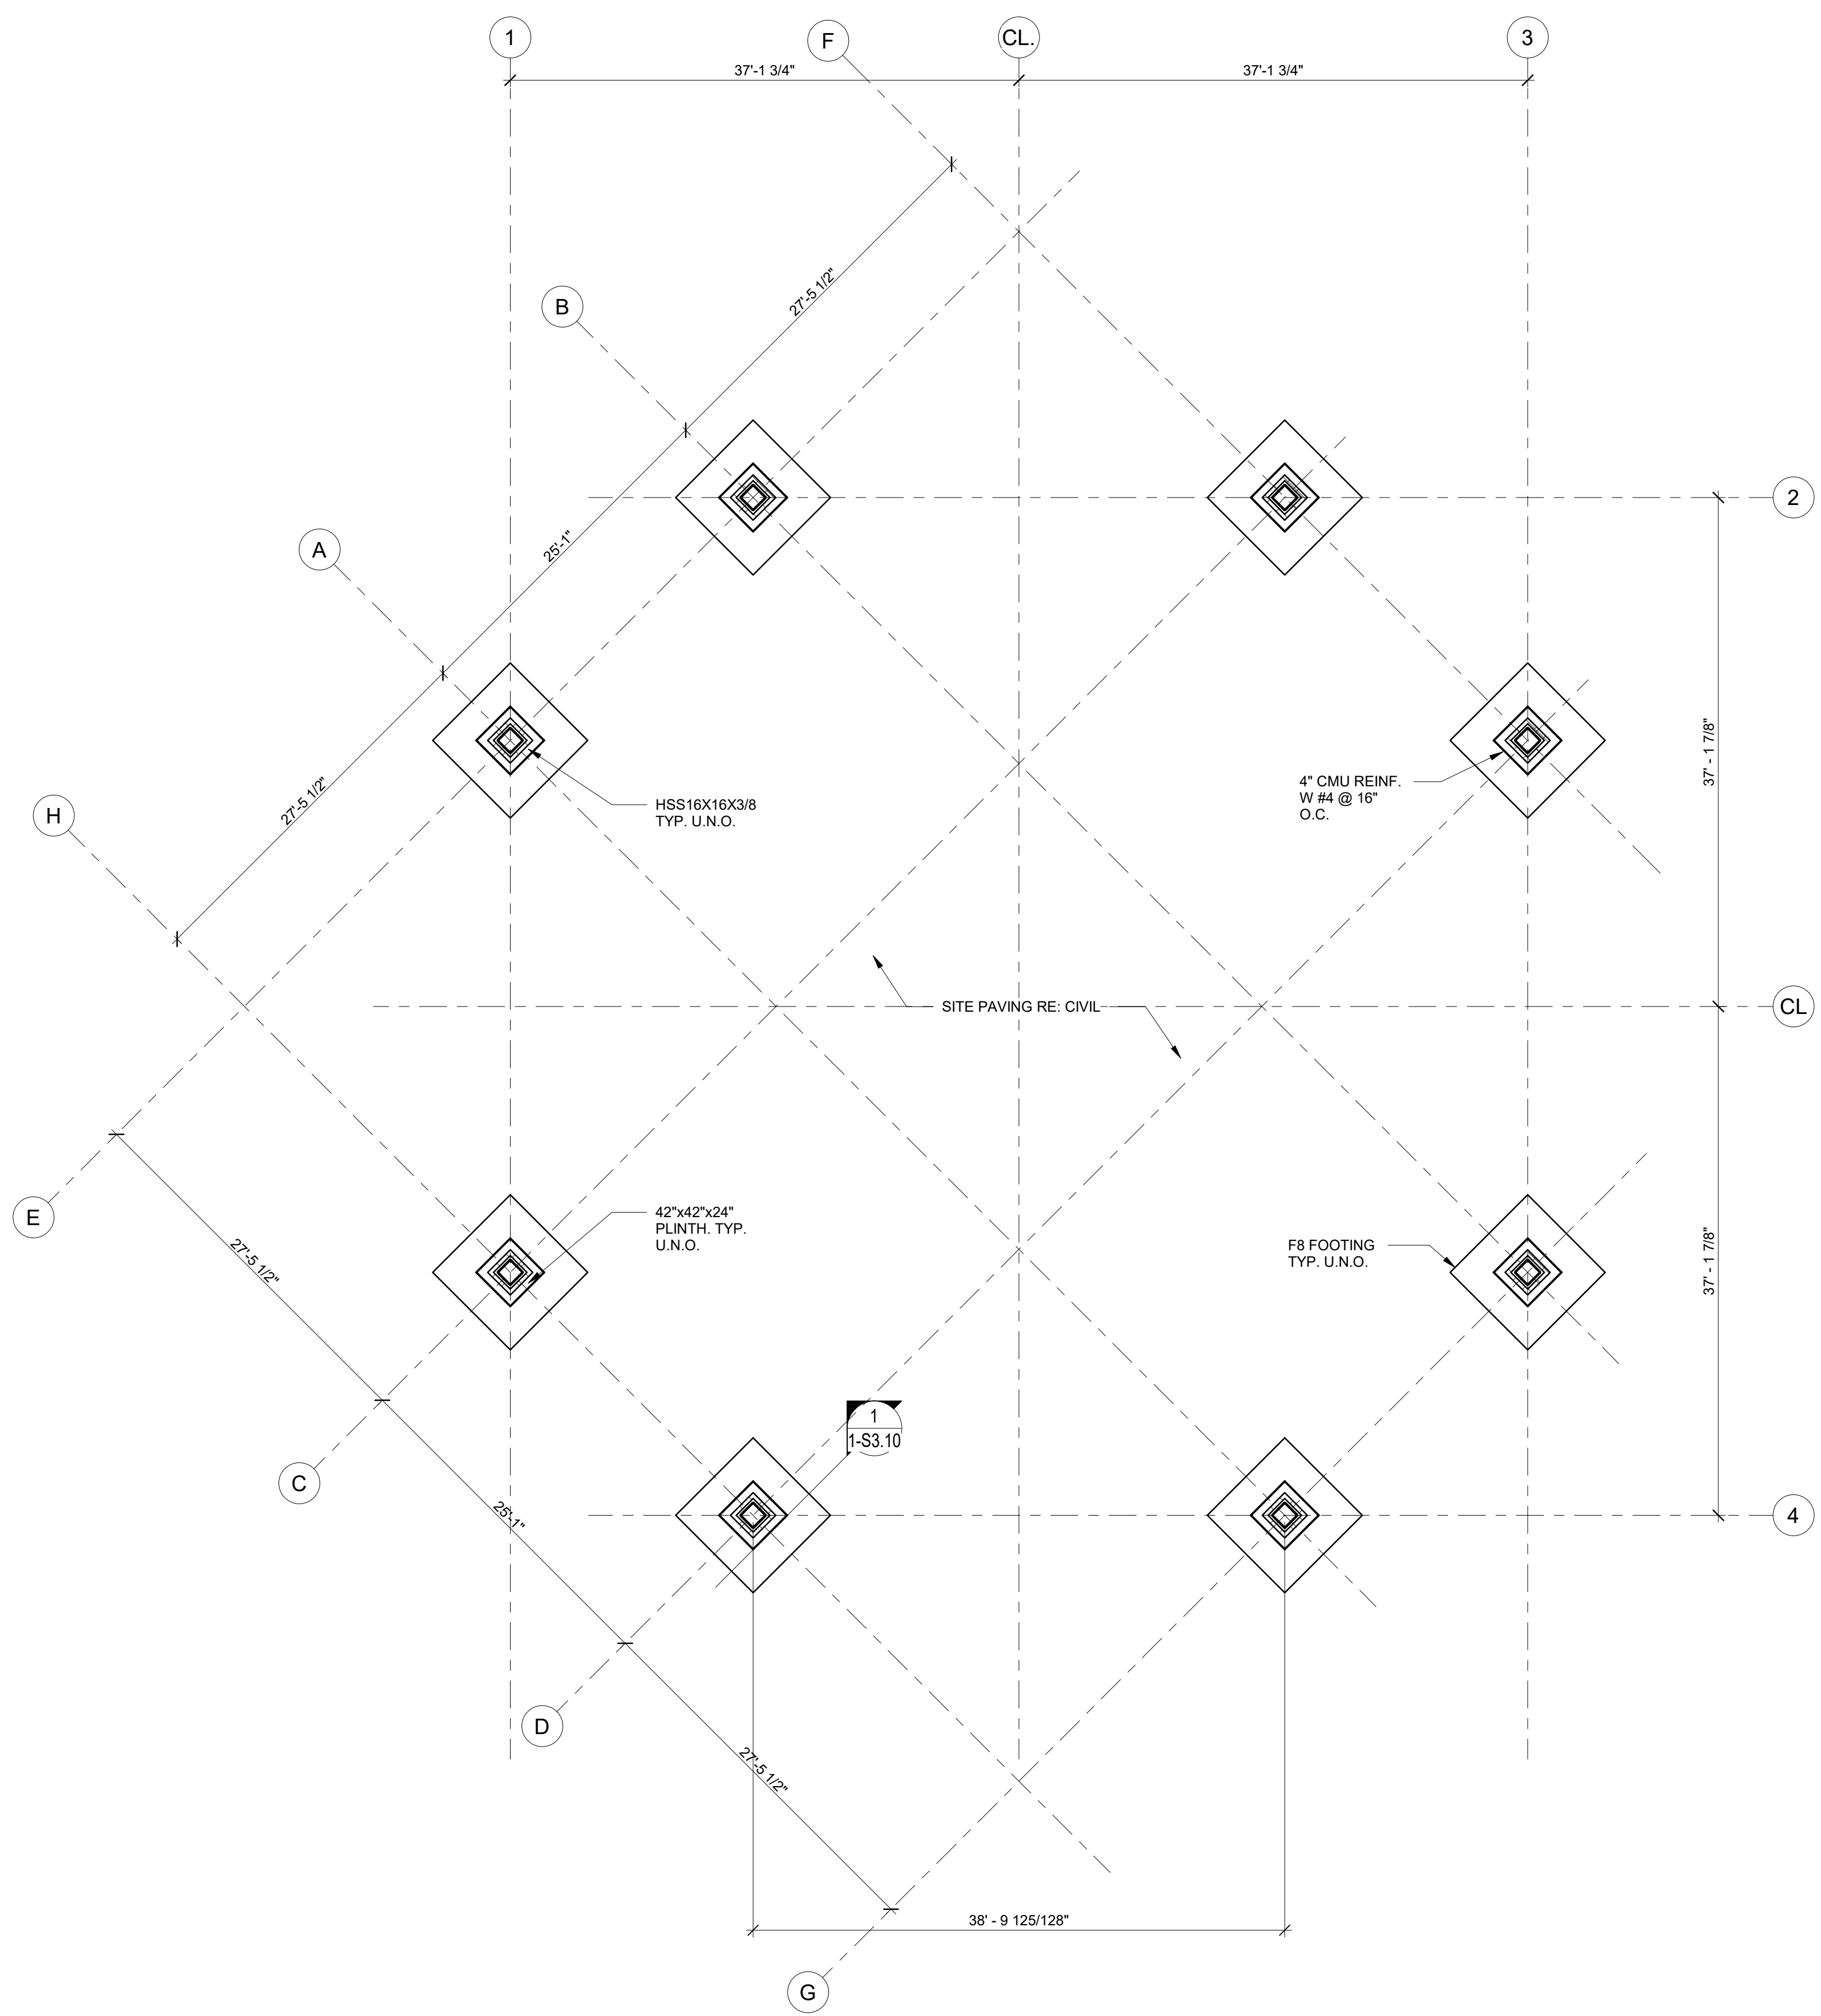 1
F
CL.
3
37'-1 3/4"
37'-1 3/4"
27'-5 1/2"
B
2
25'-1"
A
37' - 1 7/8"
4" CMU REINF.
W #4 @ 16"
O.C.
HSS16X16X3/8
TYP. U.N.O.
27'-5 1/2"
H
SITE PAVING RE: CIVIL
CL
E
42"x42"x24"
PLINTH. TYP.
U.N.O.
F8 FOOTING
TYP. U.N.O.
37' - 1 7/8"
27'-5 1/2"
1
1-S3.10
C
25'-1"
4
D
27'-5 1/2"
38' - 9 125/128"
G